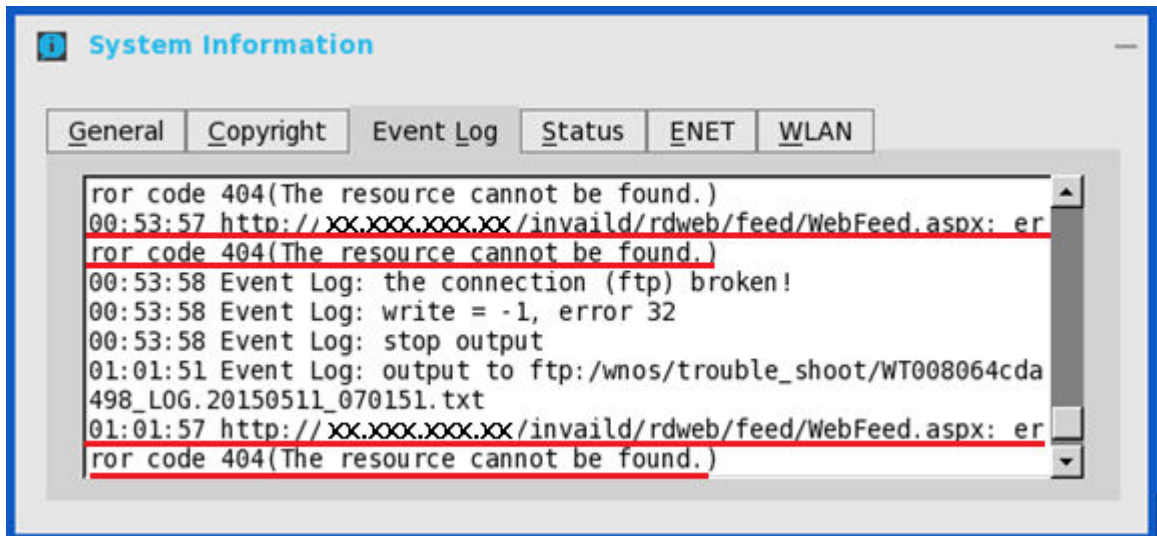 System Information
General Copyright Event Log Status ENET WLAN
ror code 404(The resource cannot be found.)
00:53:57 http://XX.XXX.XXX.XX/invaild/rdweb/feed/WebFeed.aspx: er
ror code 404(The resource cannot be found.)
00:53:58 Event Log: the connection (ftp) broken!
00:53:58 Event Log: write = -1, error 32
00:53:58 Event Log: stop output
01:01:51 Event Log: output to ftp:/wnos/trouble_shoot/WT008064cda
498_LOG.20150511_070151.txt
01:01:57 http://XX.XXX.XXX.XX/invaild/rdweb/feed/WebFeed.aspx: er
ror code 404(The resource cannot be found.)